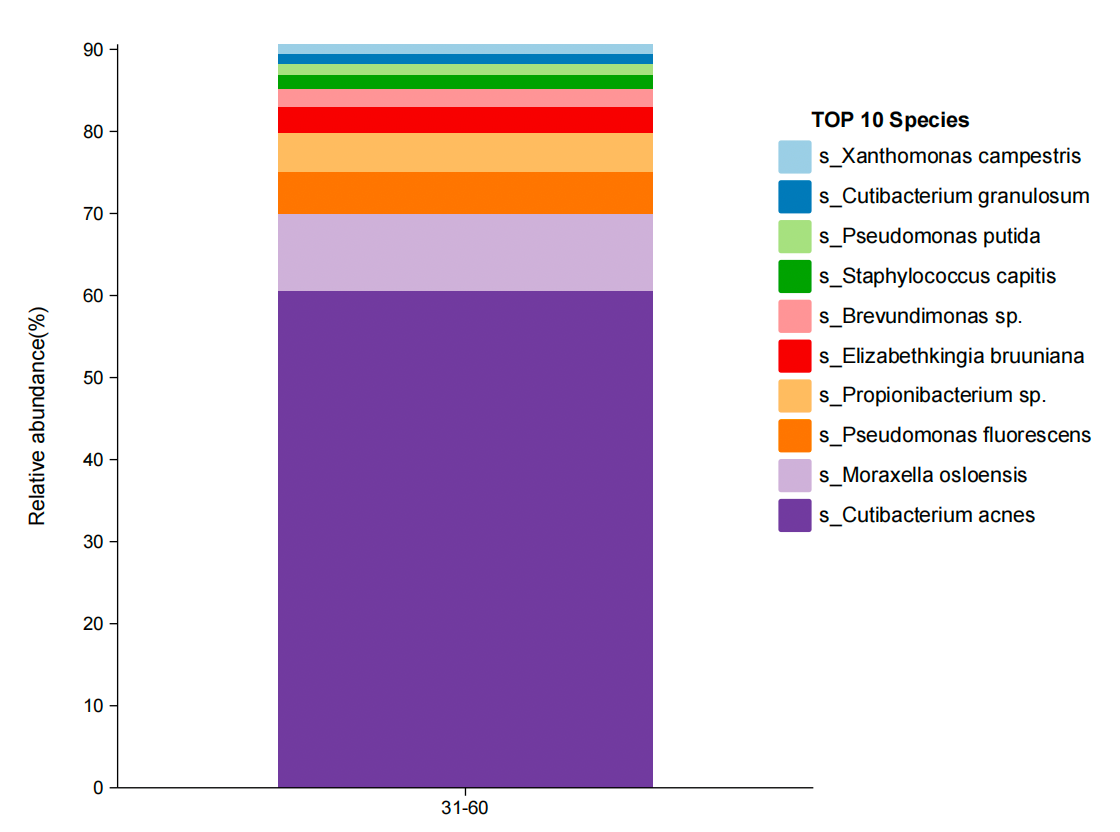 90
80
70
60
50
40
30
20
10
0
Relative abundance(%)
31-60
TOP 10 Species
s_Xanthomonas campestris
s_Cutibacterium granulosum
s_Pseudomonas putida
s_Staphylococcus capitis
s_Brevundimonas sp.
s_Elizabethkingia bruuniana
s_Propionibacterium sp.
s_Pseudomonas fluorescens
s_Moraxella osloensis
s_Cutibacterium acnes